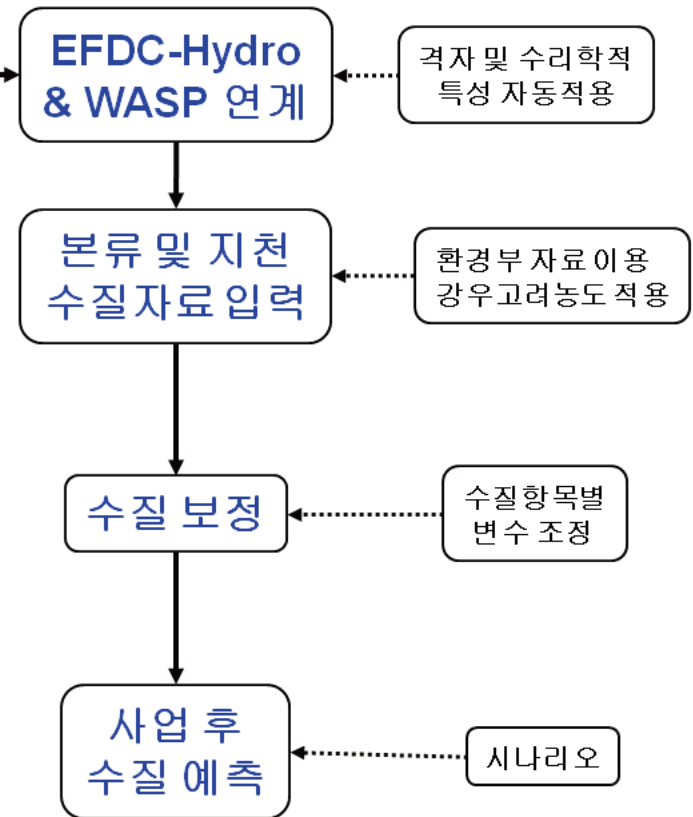 EFDC-Hydro
& WASP 연계
격자 및 수리학적
특성 자동적용
본류 및 지천
수질자료입력
환경부 자료이용
강우고려농도 적용
수질 보정
수질항목별
변수 조정
사업 후
수질 예측
시나리오